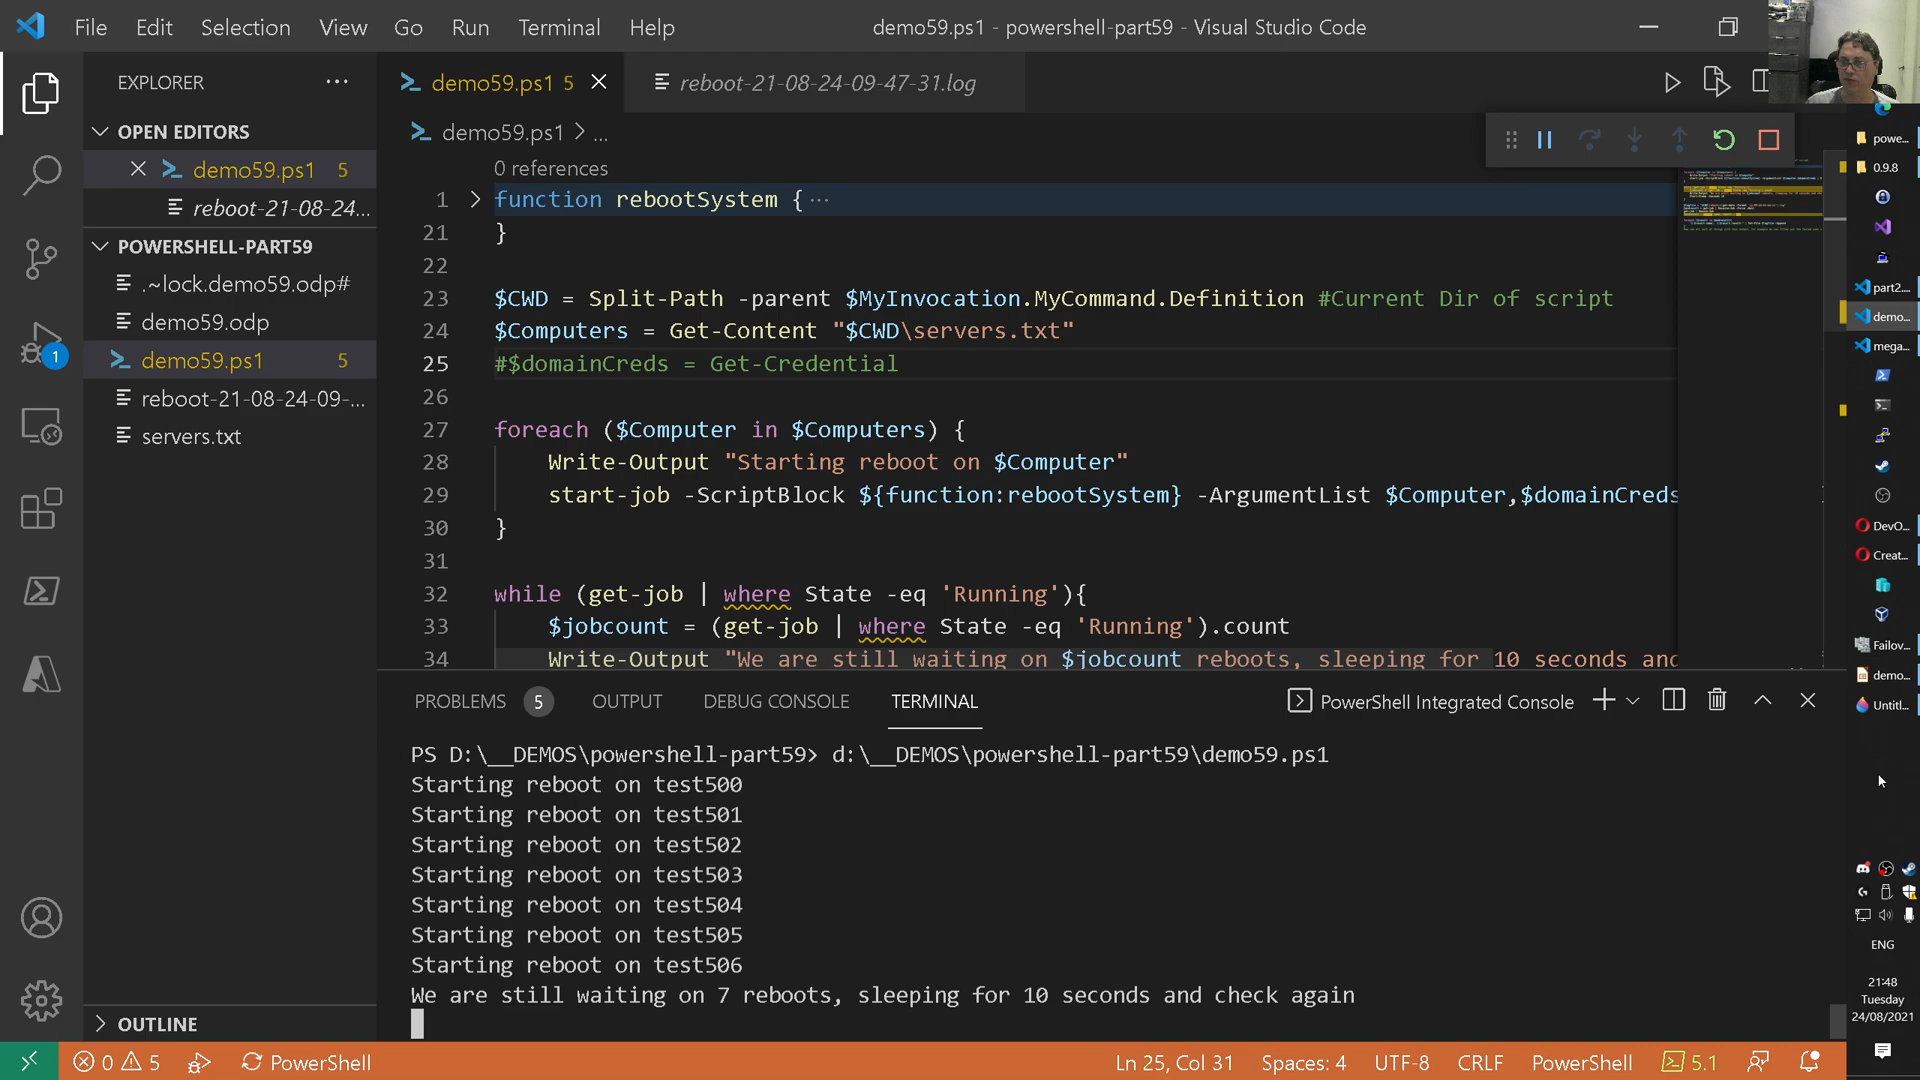 File Edit Selection View Go Run Terminal Help
demo59.ps1 - powershell-part59 - Visual Studio Code
EXPLORER ···
demo59.ps1 5
reboot-21-08-24-09-47-31.log
OPEN EDITORS
demo59.ps1 5
reboot-21-08-24...
POWERSHELL-PART59
.~lock.demo59.odp#
demo59.odp
demo59.ps1 5
reboot-21-08-24-09-...
servers.txt
OUTLINE
demo59.ps1 > ...
0 references
1 function rebootSystem { ···
21 }
22
23 $CWD = Split-Path -parent $MyInvocation.MyCommand.Definition #Current Dir of script
24 $Computers = Get-Content "$CWD\servers.txt"
25 #$domainCreds = Get-Credential
26
27 foreach ($Computer in $Computers) {
28 Write-Output "Starting reboot on $Computer"
29 start-job -ScriptBlock ${function:rebootSystem} -ArgumentList $Computer,$domainCreds
30 }
31
32 while (get-job | where State -eq 'Running'){
33 $jobcount = (get-job | where State -eq 'Running').count
34 Write-Output "We are still waiting on $jobcount reboots, sleeping for 10 seconds and
PROBLEMS 5 OUTPUT DEBUG CONSOLE TERMINAL
PowerShell Integrated Console
PS D:\__DEMOS\powershell-part59> d:\__DEMOS\powershell-part59\demo59.ps1
Starting reboot on test500
Starting reboot on test501
Starting reboot on test502
Starting reboot on test503
Starting reboot on test504
Starting reboot on test505
Starting reboot on test506
We are still waiting on 7 reboots, sleeping for 10 seconds and check again
1
0 5 PowerShell
Ln 25, Col 31 Spaces: 4 UTF-8 CRLF PowerShell 5.1
powe...
0.9.8
part2...
demo...
mega...
DevO...
Creat...
Failov...
demo...
Untitl...
ENG
21:48
Tuesday
24/08/2021